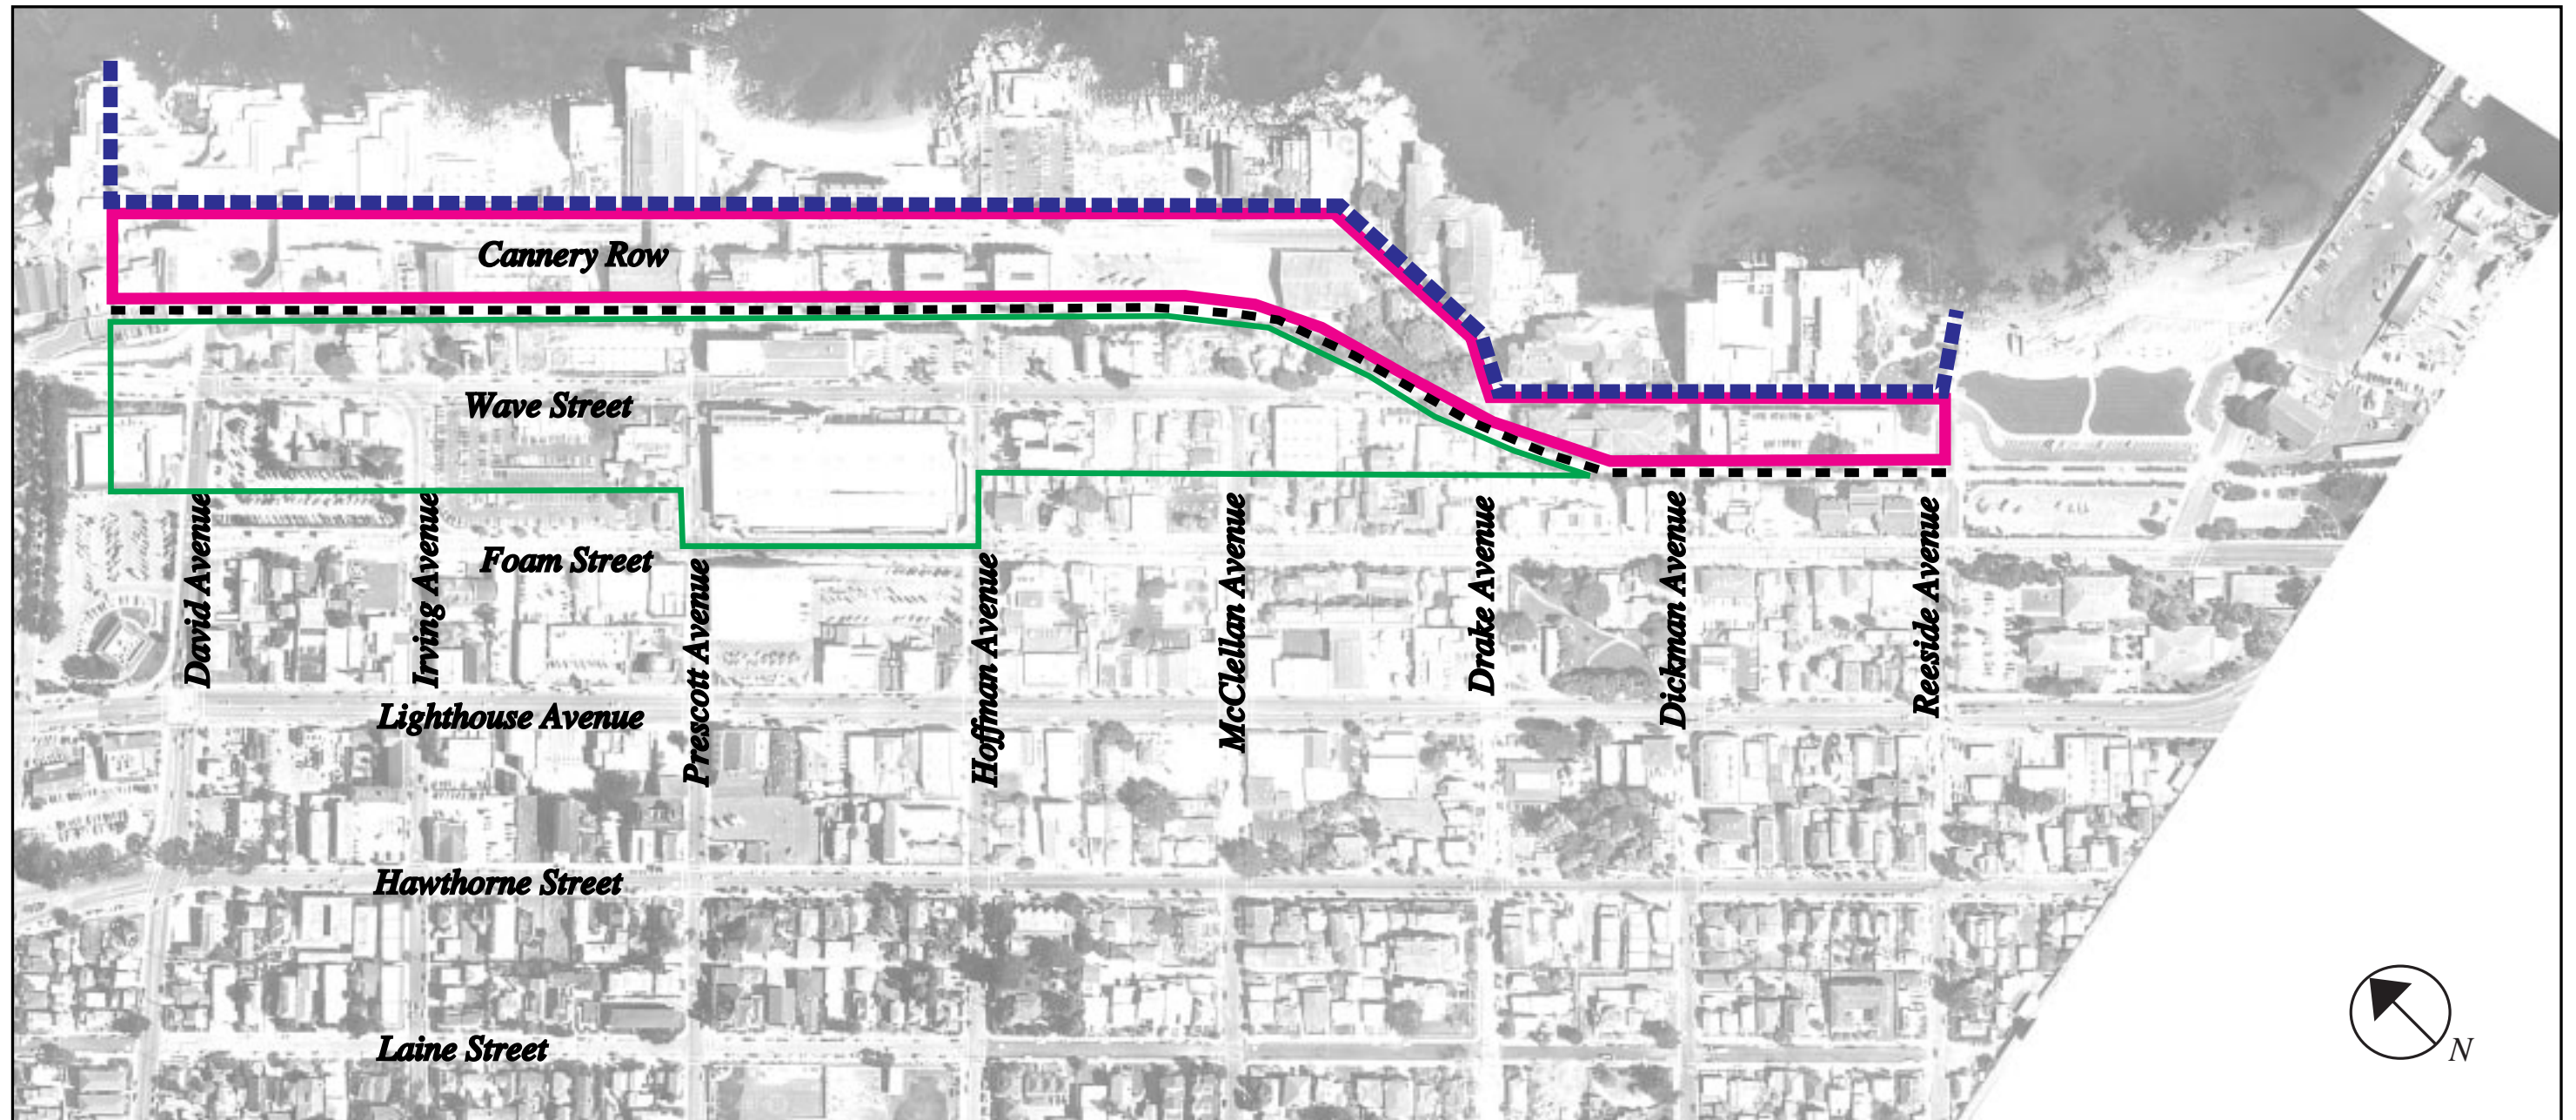 Cannery Row
Wave Street
Foam Street
David Avenue
Irving Avenue
Prescott Avenue
Hoffman Avenue
McClellan Avenue
Drake Avenue
Dickman Avenue
Reeside Avenue
Lighthouse Avenue
Hawthorne Street
Laine Street
N